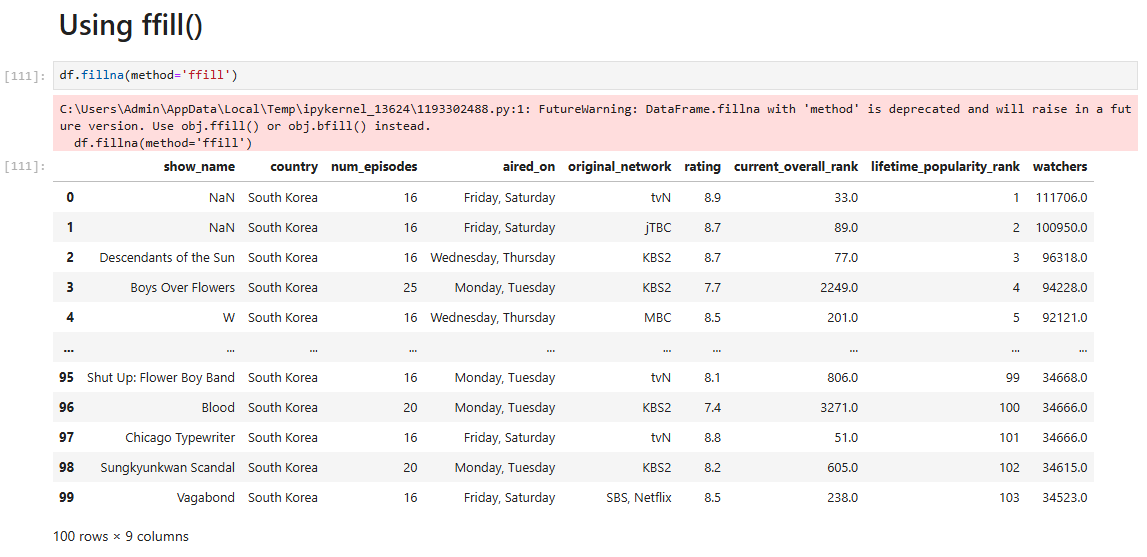 Using ffill()
[111]: df.fillna(method='ffill')
C:\Users\Admin\AppData\Local\Temp\ipykernel_13624\1193302488.py:1: FutureWarning: DataFrame.fillna with 'method' is deprecated and will raise in a fut
ure version. Use obj.ffill() or obj.bfill() instead.
  df.fillna(method='ffill')
[111]: show_name country num_episodes aired_on original_network rating current_overall_rank lifetime_popularity_rank watchers
0 NaN South Korea 16 Friday, Saturday tvN 8.9 33.0 1 111706.0
1 NaN South Korea 16 Friday, Saturday jTBC 8.7 89.0 2 100950.0
2 Descendants of the Sun South Korea 16 Wednesday, Thursday KBS2 8.7 77.0 3 96318.0
3 Boys Over Flowers South Korea 25 Monday, Tuesday KBS2 7.7 2249.0 4 94228.0
4 W South Korea 16 Wednesday, Thursday MBC 8.5 201.0 5 92121.0
... ... ... ... ... ... ... ... ... ...
95 Shut Up: Flower Boy Band South Korea 16 Monday, Tuesday tvN 8.1 806.0 99 34668.0
96 Blood South Korea 20 Monday, Tuesday KBS2 7.4 3271.0 100 34666.0
97 Chicago Typewriter South Korea 16 Friday, Saturday tvN 8.8 51.0 101 34666.0
98 Sungkyunkwan Scandal South Korea 20 Monday, Tuesday KBS2 8.2 605.0 102 34615.0
99 Vagabond South Korea 16 Friday, Saturday SBS, Netflix 8.5 238.0 103 34523.0
100 rows × 9 columns